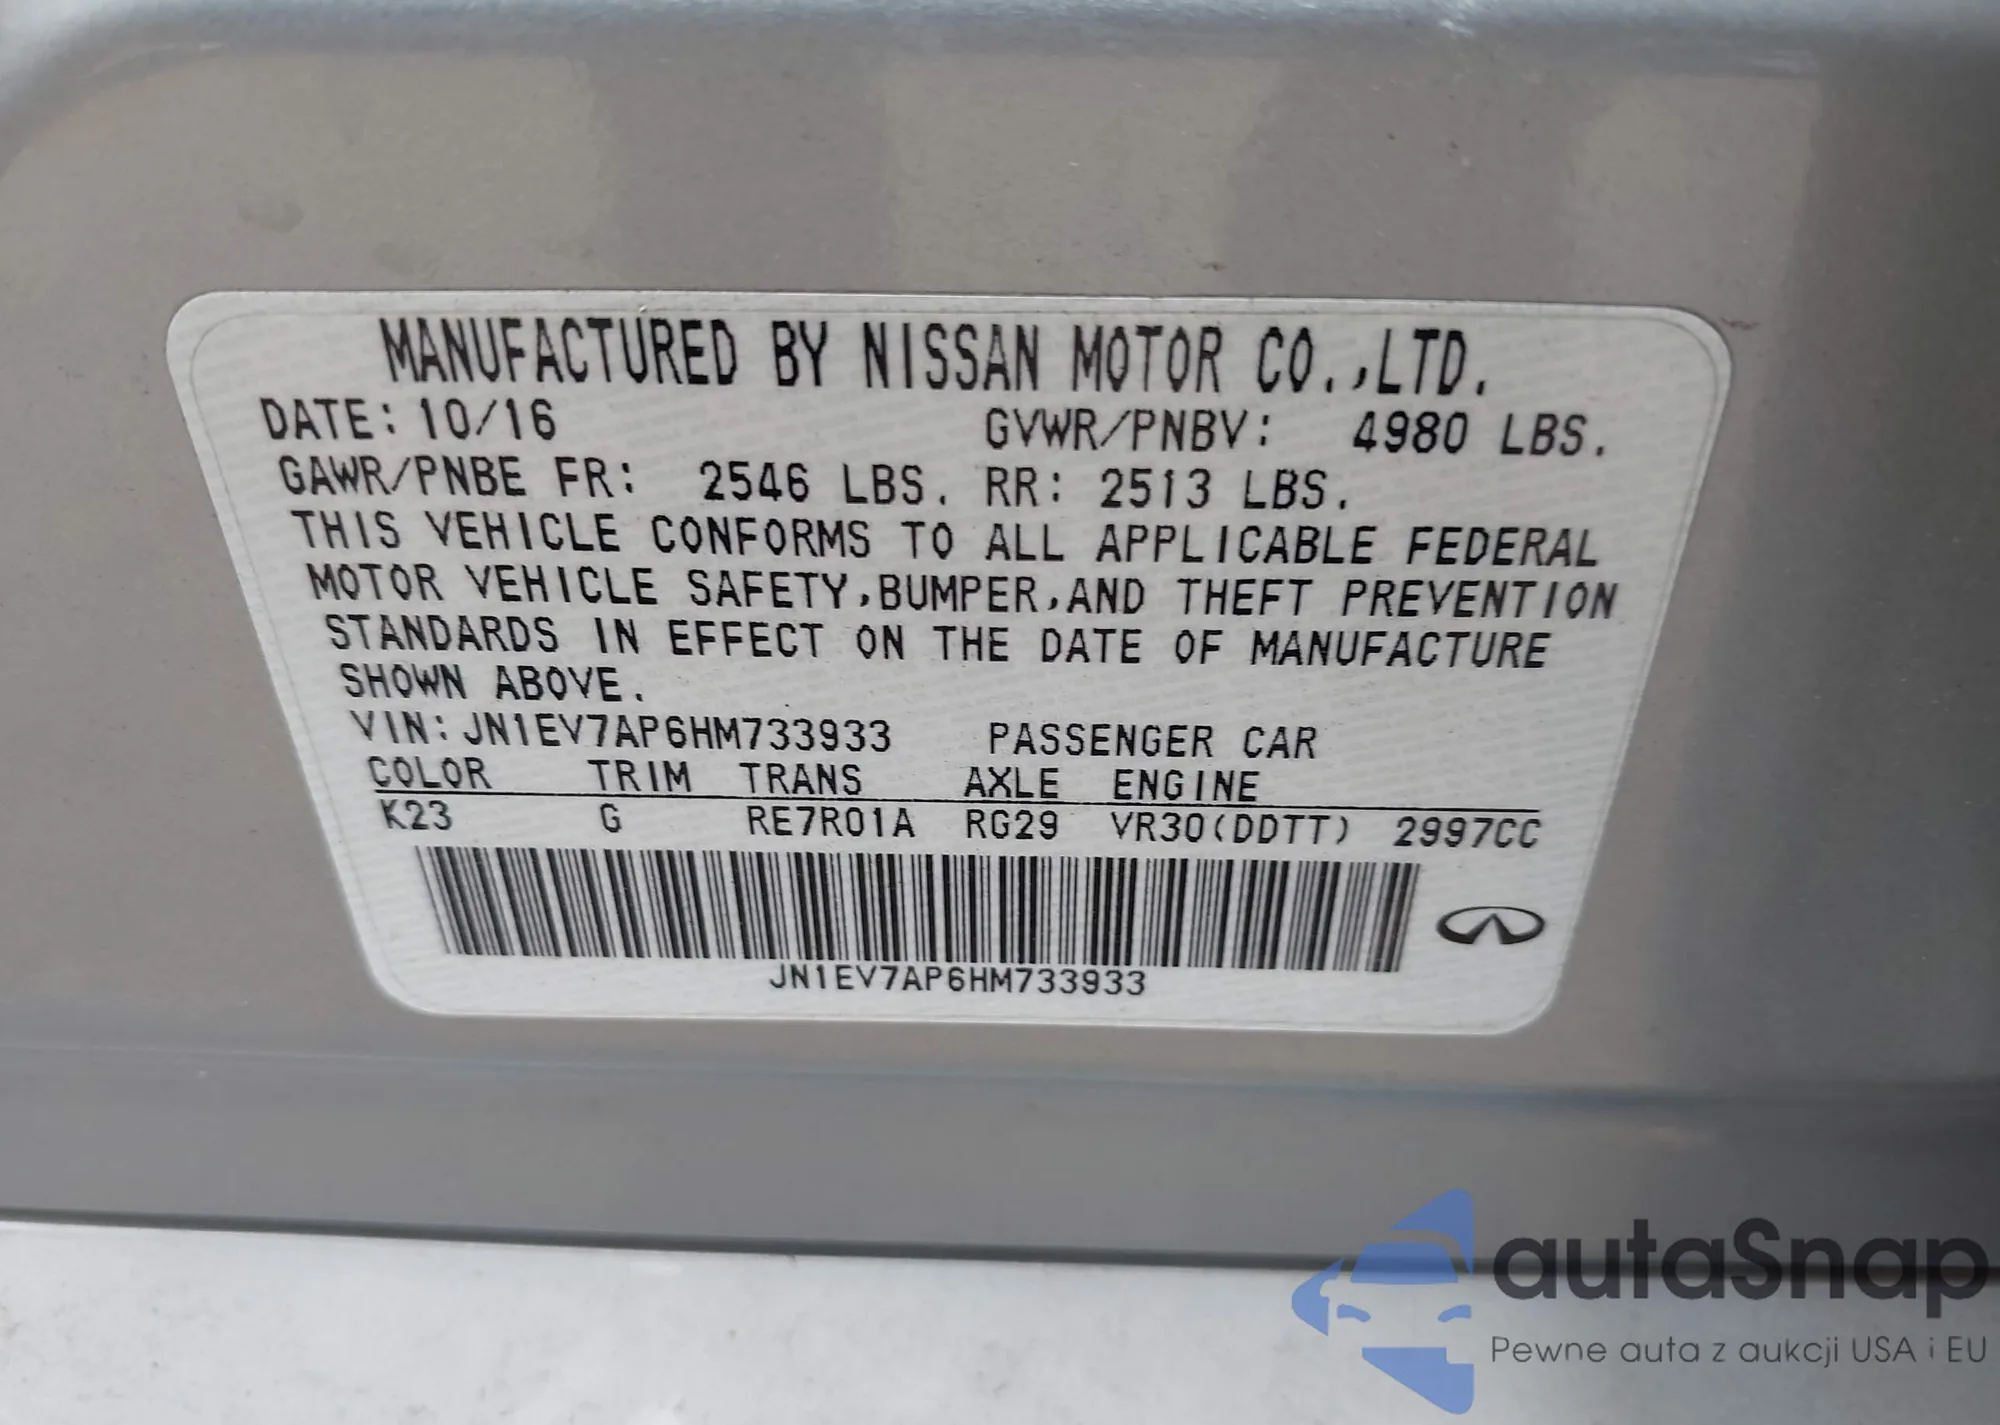 MANUFACTURED BY NISSAN MOTOR CO.,LTD.
DATE: 10/16 GVWR/PNBV: 4980 LBS.
GAWR/PNBE FR: 2546 LBS. RR: 2513 LBS.
THIS VEHICLE CONFORMS TO ALL APPLICABLE FEDERAL
MOTOR VEHICLE SAFETY,BUMPER,AND THEFT PREVENTION
STANDARDS IN EFFECT ON THE DATE OF MANUFACTURE
SHOWN ABOVE.
VIN: JN1EV7AP6HM733933 PASSENGER CAR
COLOR TRIM TRANS AXLE ENGINE
K23 G RE7R01A RG29 VR30(DDTT) 2997CC
JN1EV7AP6HM733933
autaSnap
Pewne auta z aukcji USA i EU